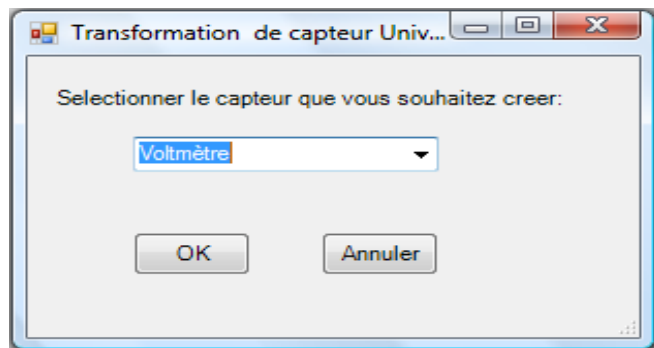 Transformation de capteur Univ...
Selectionner le capteur que vous souhaitez creer:
Voltmètre
OK Annuler